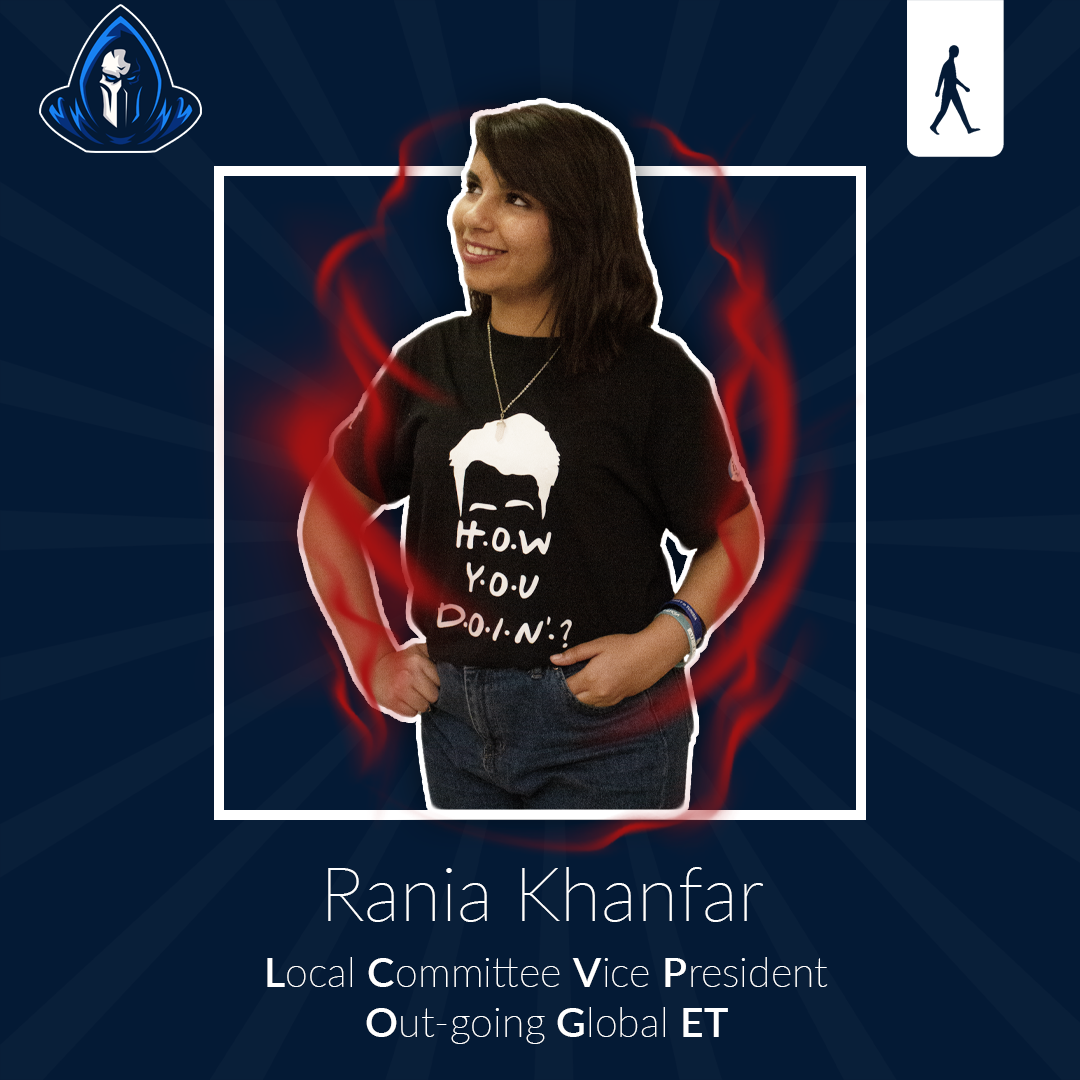 H.O.W
Y.O.U
D.O.I.N'.?
Rania Khanfar
Local Committee Vice President
Out-going Global ET